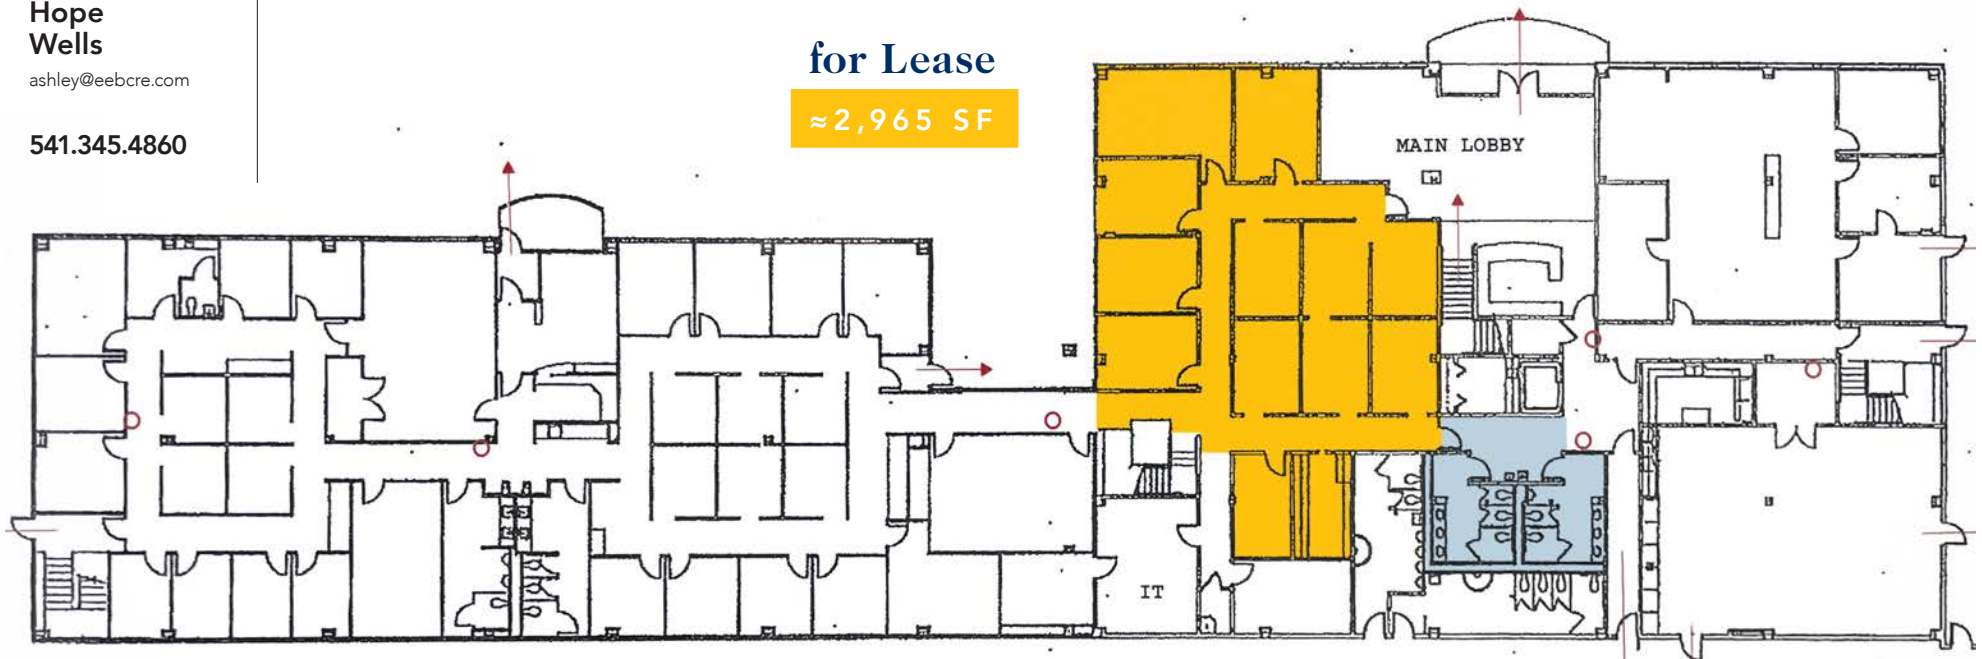 Hope
Wells
ashley@eebcre.com
541.345.4860
for Lease
≈2,965 SF
MAIN LOBBY
IT